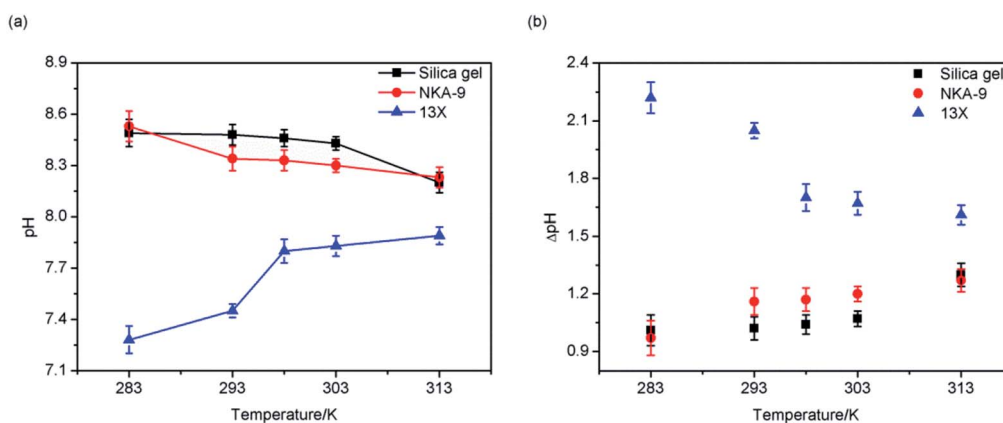 (a)
8.9
8.6
8.3
8.0
7.7
7.4
7.1
pH
Silica gel
NKA-9
13X
283
293
303
313
Temperature/K
(b)
2.4
2.1
1.8
1.5
1.2
0.9
ΔpH
Silica gel
NKA-9
13X
283
293
303
313
Temperature/K